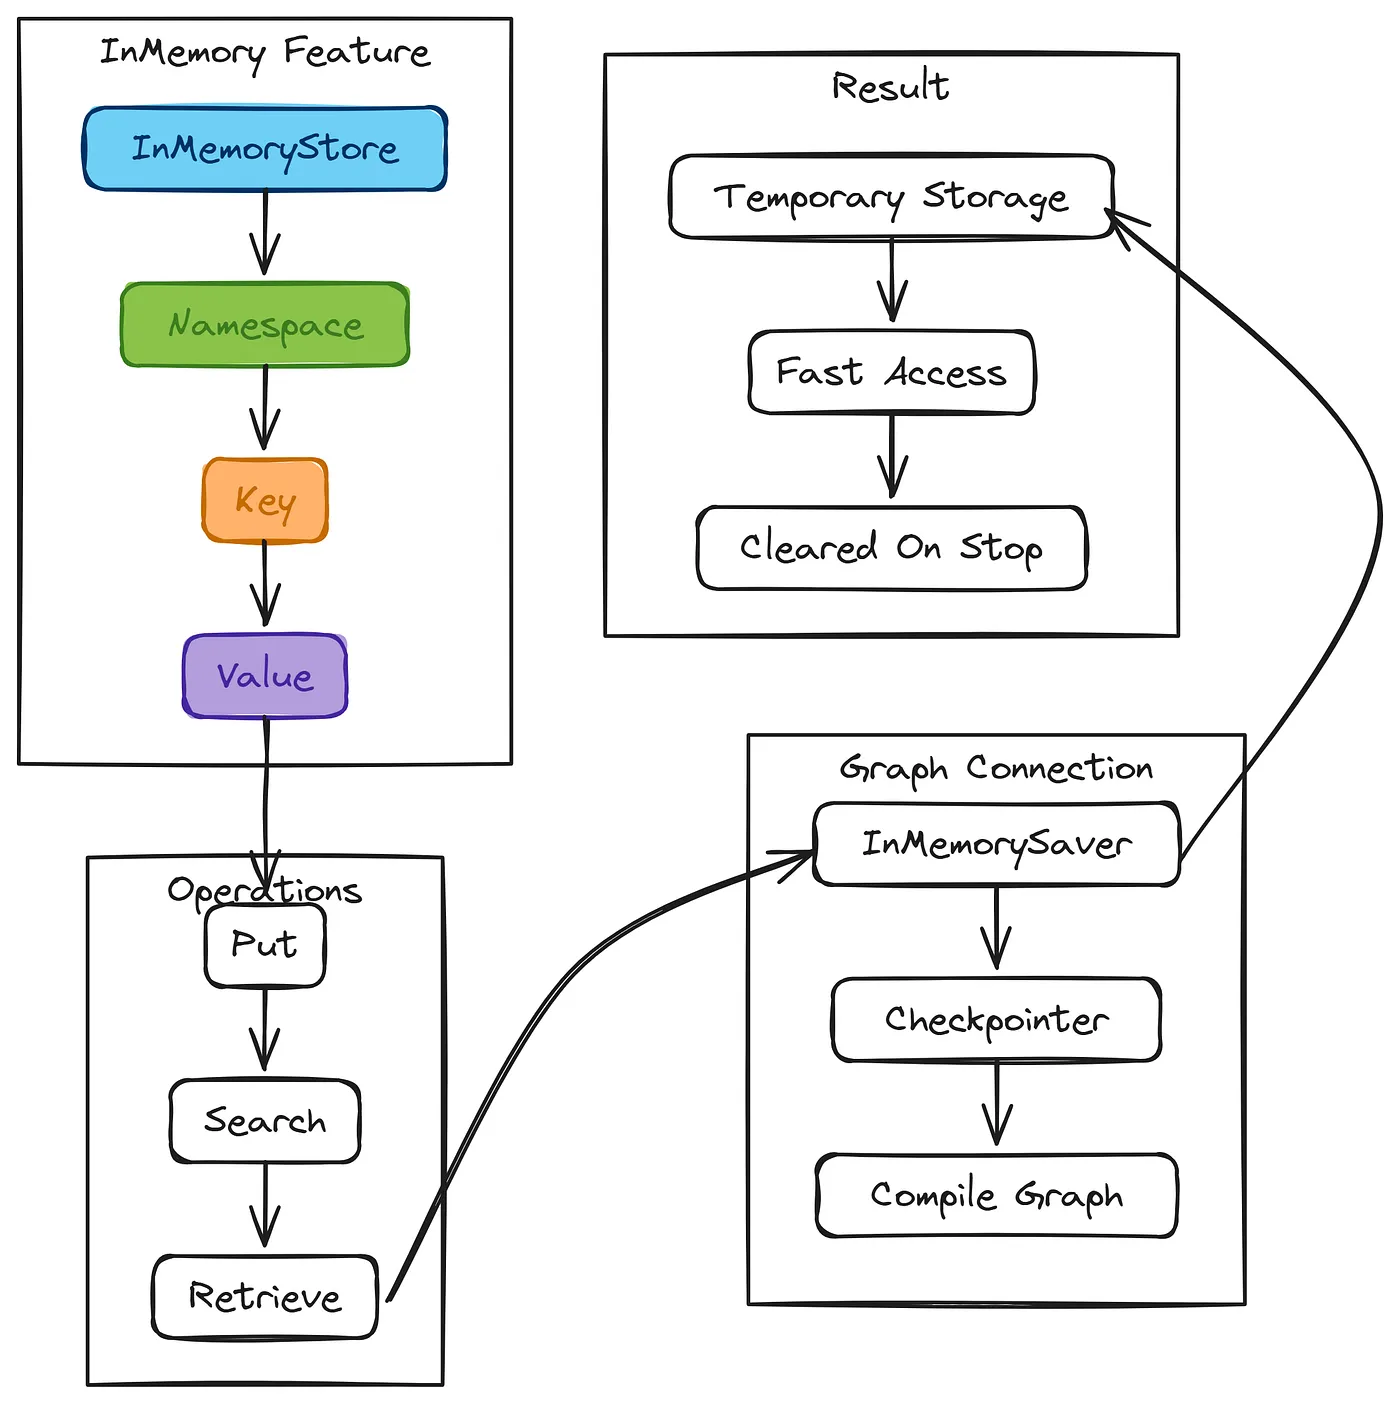 InMemory Feature
InMemoryStore
Namespace
Key
Value
Operations
Put
Search
Retrieve
Result
Temporary Storage
Fast Access
Cleared On Stop
Graph Connection
InMemorySaver
Checkpointer
Compile Graph